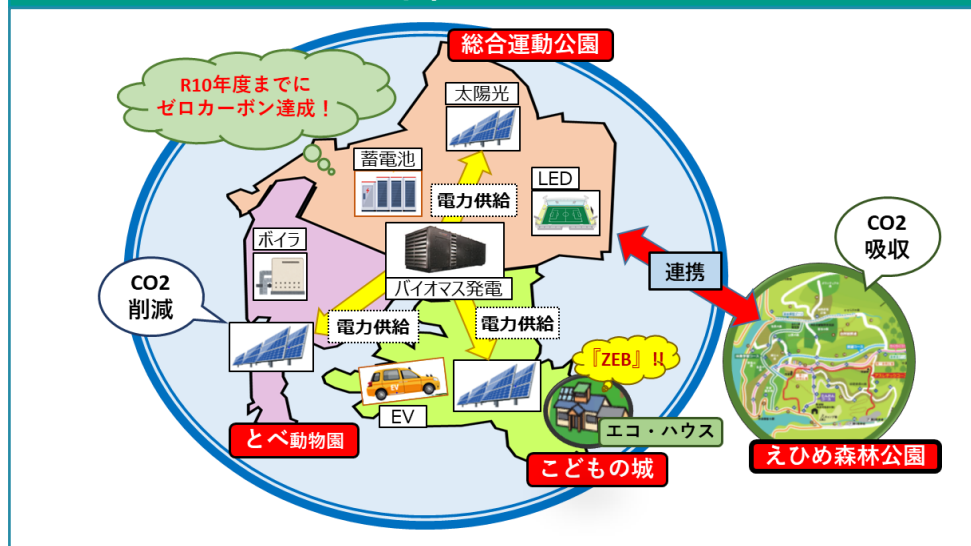 総合運動公園
R10年度までに
ゼロカーボン達成！
太陽光
蓄電池
LED
電力供給
CO2
吸収
ボイラ
連携
バイオマス発電
CO2
削減
電力供給
電力供給
『ZEB』!!
EV
EV
エコ・ハウス
とべ動物園
こどもの城
えひめ森林公園